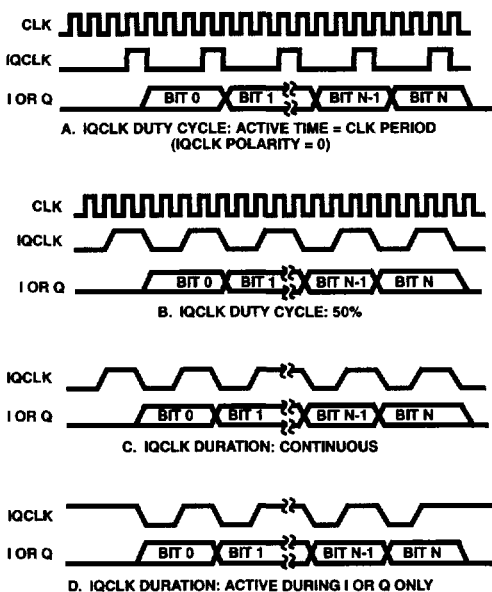 CLK
IQCLK
I OR Q BIT 0 BIT 1 BIT N-1 BIT N
A. IQCLK DUTY CYCLE: ACTIVE TIME = CLK PERIOD
(IQCLK POLARITY = 0)
CLK
IQCLK
I OR Q BIT 0 BIT 1 BIT N-1 BIT N
B. IQCLK DUTY CYCLE: 50%
IQCLK
I OR Q BIT 0 BIT 1 BIT N-1 BIT N
C. IQCLK DURATION: CONTINUOUS
IQCLK
I OR Q BIT 0 BIT 1 BIT N-1 BIT N
D. IQCLK DURATION: ACTIVE DURING I OR Q ONLY